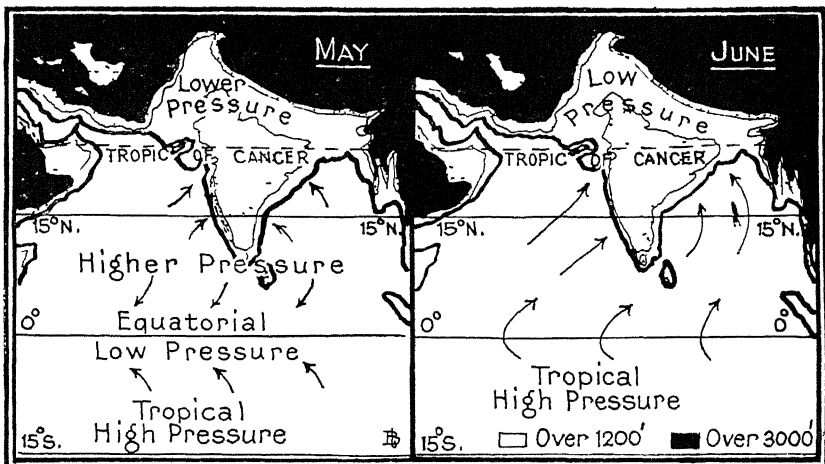 MAY
Lower
Pressure
TROPIC OF CANCER
15°N. 15°N.
Higher Pressure
0°
Equatorial
Low Pressure
Tropical
High Pressure
15°S.
JUNE
Low
Pressure
TROPIC OF CANCER
15°N. 15°N.
0° 0°
Tropical
High Pressure
15°S. Over 1200' Over 3000'